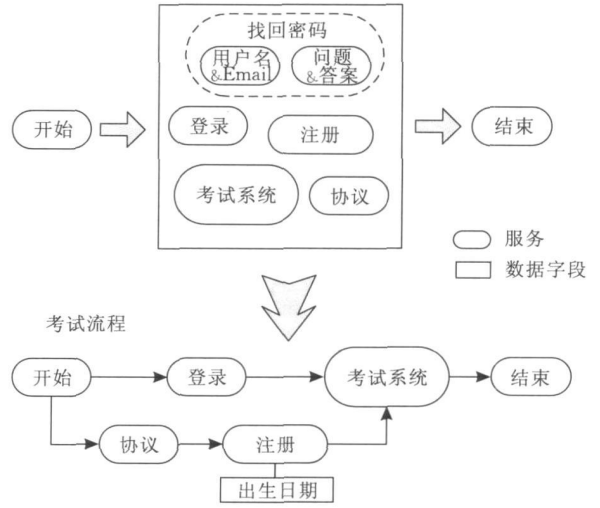 找回密码
用户名
&Email
问题
&答案
开始
登录
注册
结束
考试系统
协议
服务
数据字段
考试流程
开始
登录
考试系统
结束
协议
注册
出生日期